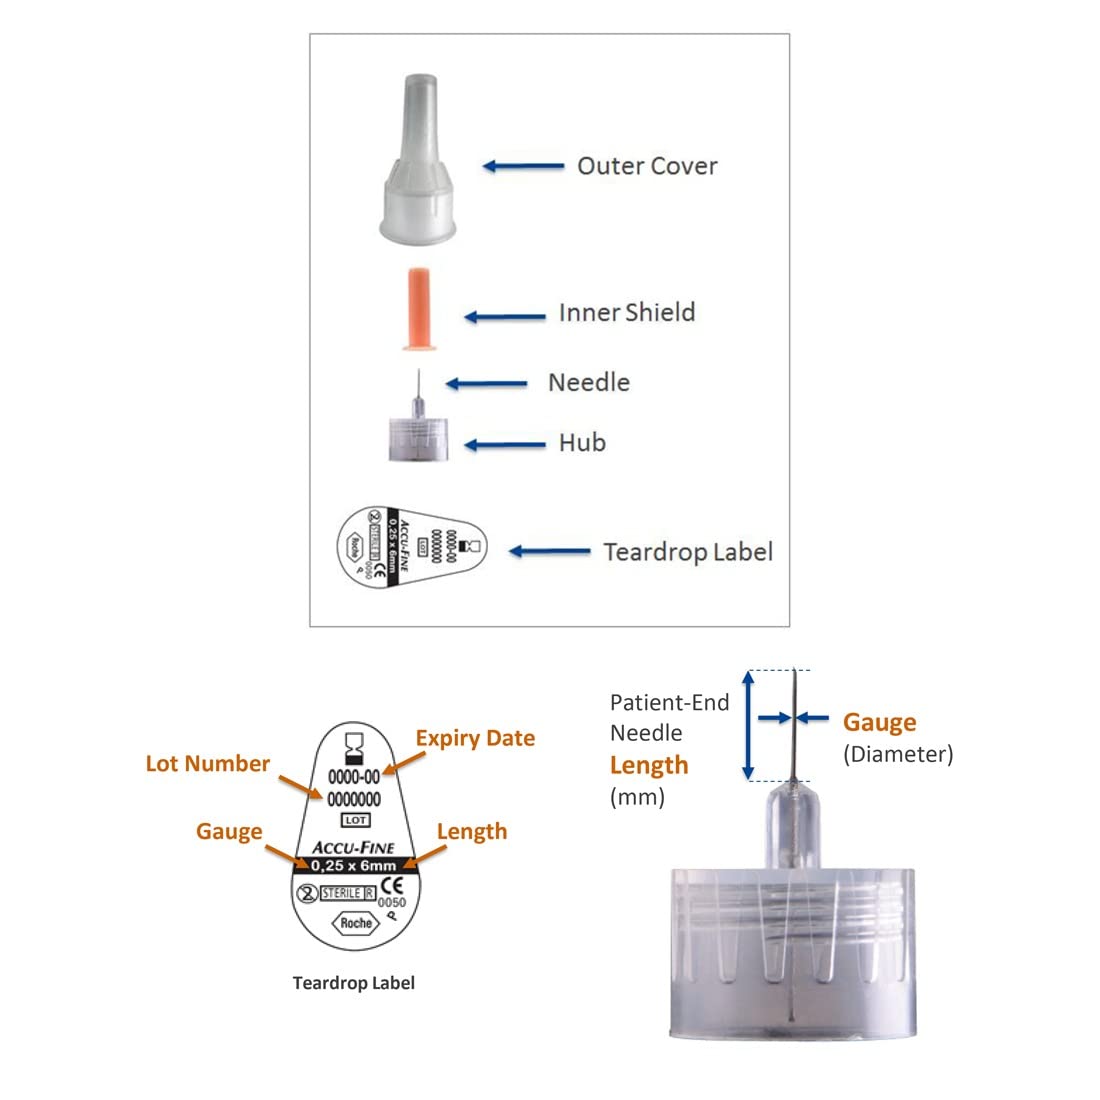 Outer Cover
Inner Shield
Needle
Hub
0000-00
0000000
LOT
ACCU-FINE
0,25 x 6mm
STERILE R
CE
0050
Roche
P
Teardrop Label
Patient-End
Needle
Length
(mm)
Gauge
(Diameter)
Expiry Date
Lot Number
Gauge
Length
0000-00
0000000
LOT
ACCU-FINE
0,25 x 6mm
2 STERILE R CE
0050
Roche
P
Teardrop Label